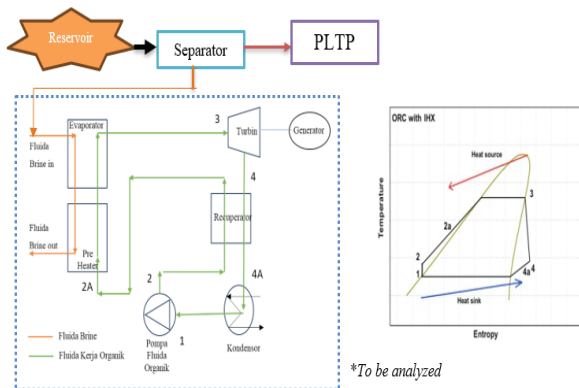 Reservoir
Separator
PLTP
Evaporator
3
Turbin
Generator
Fluida
Brine in
4
Recuperator
Fluida
Brine out
Pre
Heater
2A
2
4A
1
Pompa
Fluida
Organik
Kondensor
Fluida Brine
Fluida Kerja Organik
*To be analyzed
ORC with IHX
Heat source
Temperature
3
2a
2
1
4
4a
Heat sink
Entropy